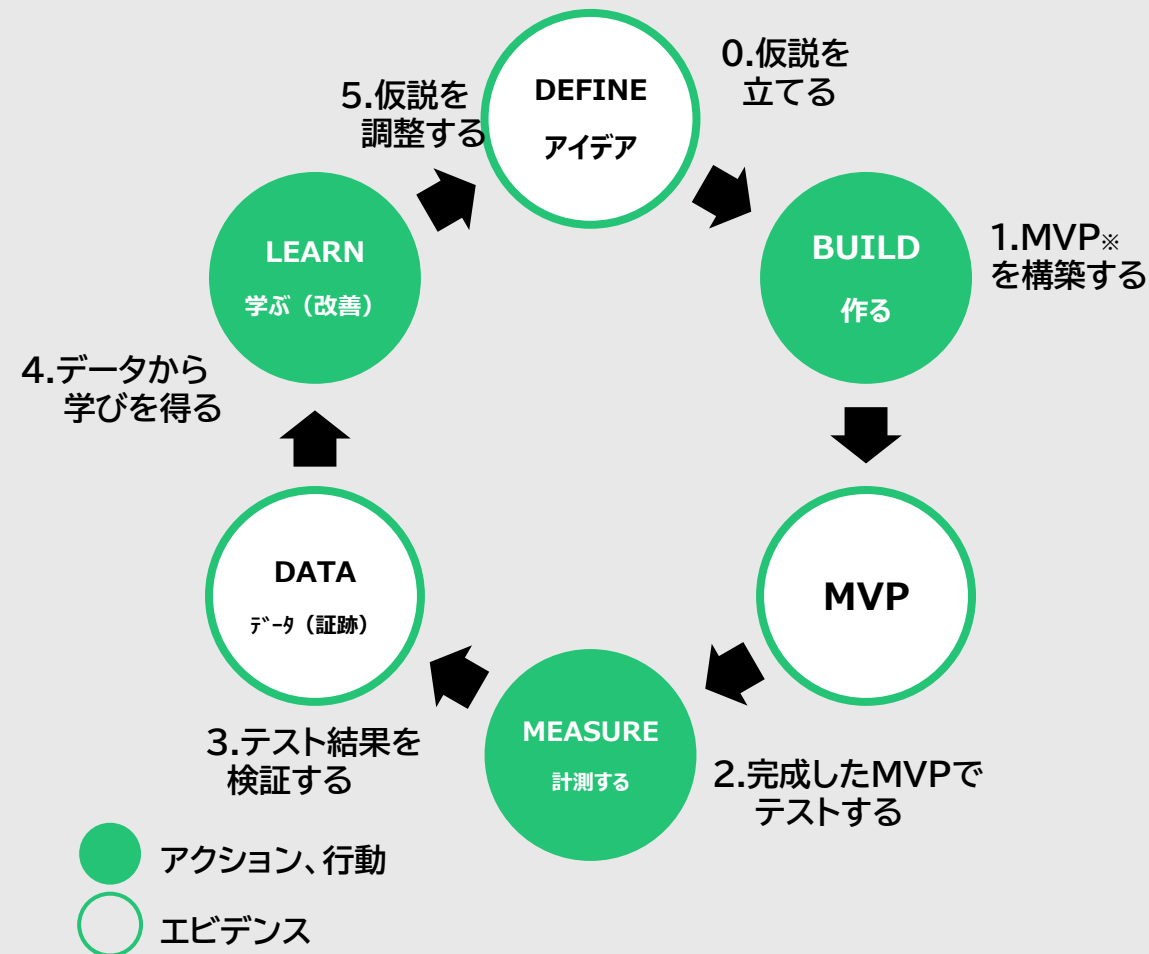 DEFINE
アイデア
0.仮説を
立てる
BUILD
作る
1.MVP※
を構築する
MVP
2.完成したMVPで
テストする
MEASURE
計測する
3.テスト結果を
検証する
DATA
ﾃﾞｰﾀ（証跡）
4.データから
学びを得る
LEARN
学ぶ（改善）
5.仮説を
調整する
アクション、行動
エビデンス